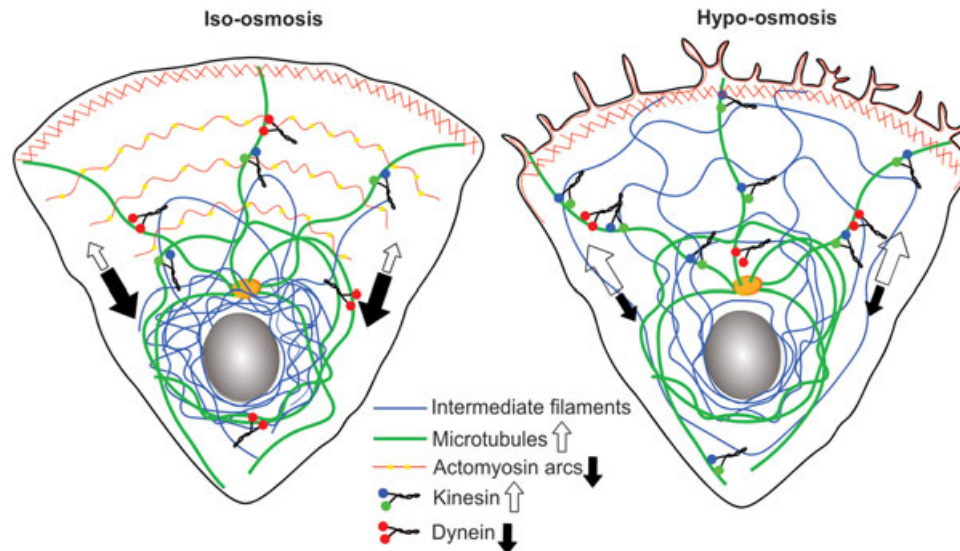 Iso-osmosis
Hypo-osmosis
Intermediate filaments
Microtubules
Actomyosin arcs
Kinesin
Dynein